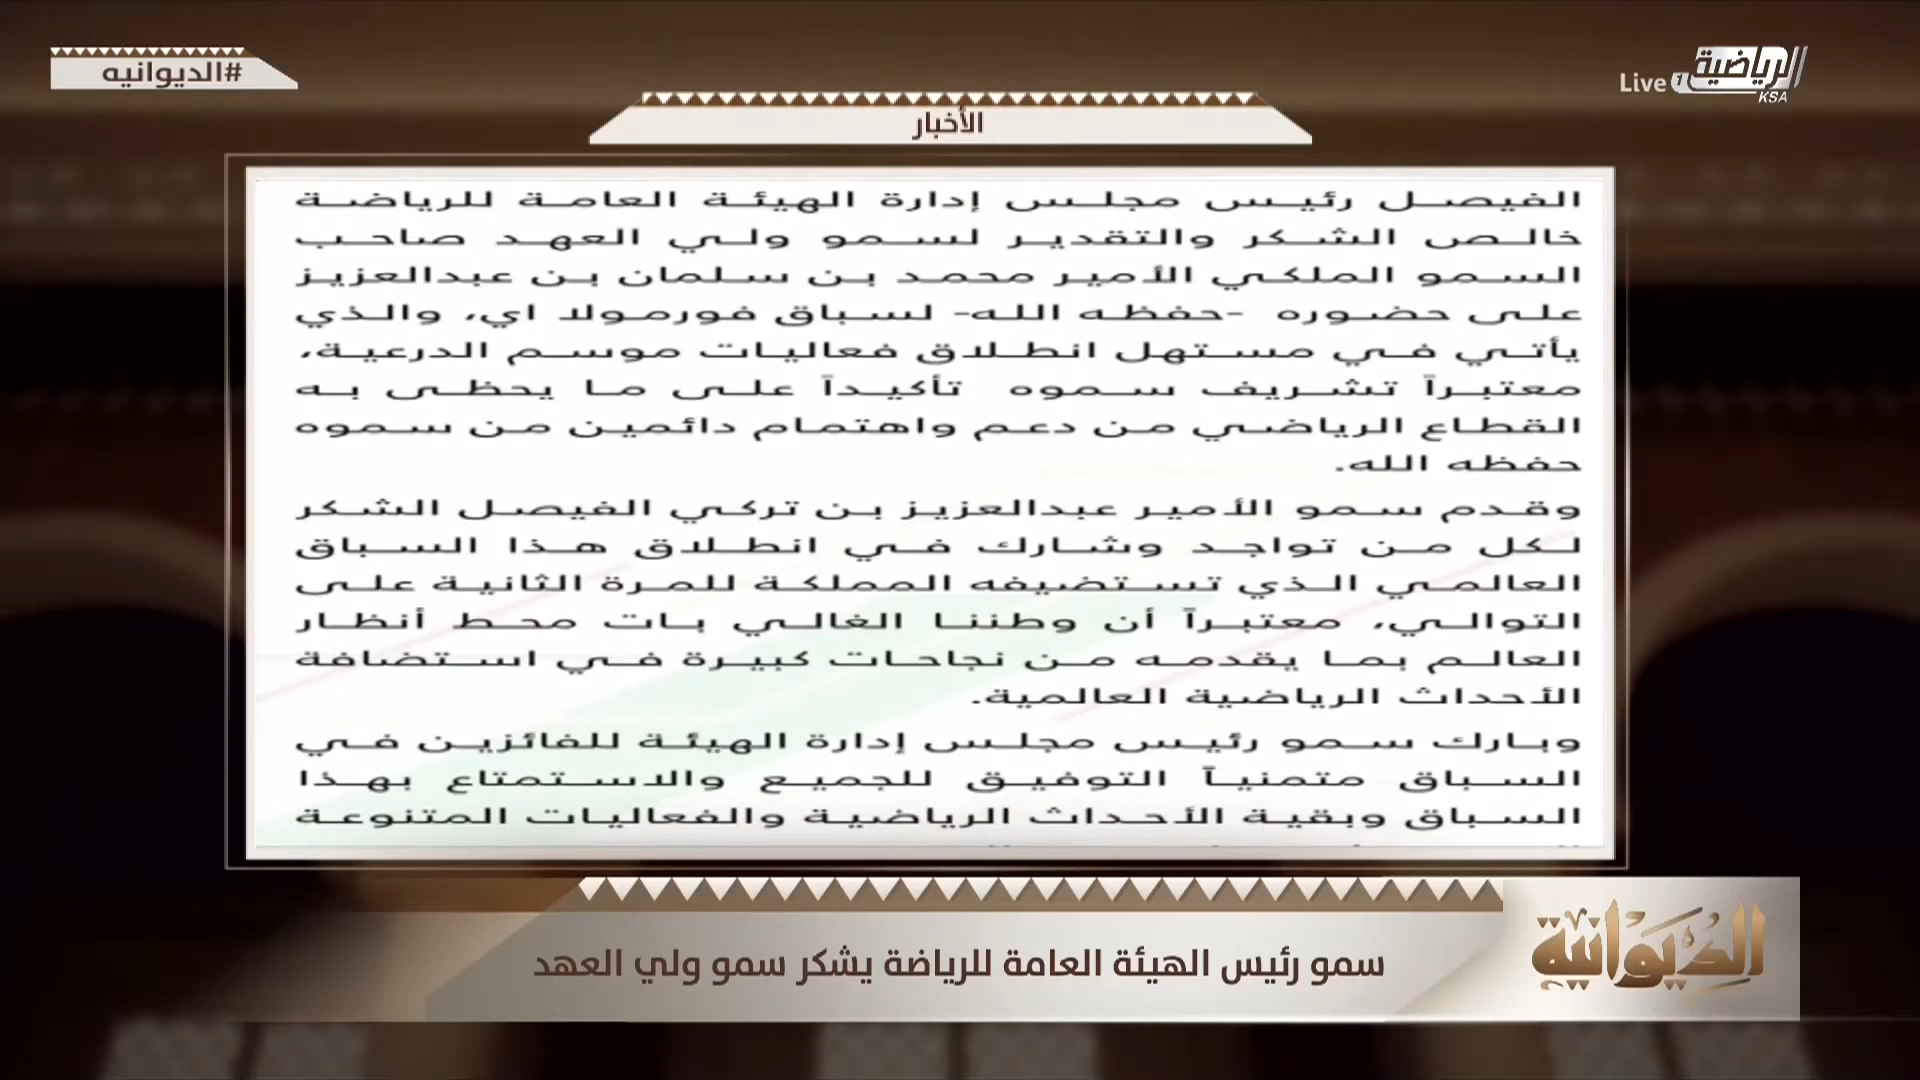 #الديوانيه
الرياضية
Live 1
KSA
الأخبار
الفيصل رئيس مجلس إدارة الهيئة العامة للرياضة
خالص الشكر والتقدير لسمو ولي العهد صاحب
السمو الملكي الأمير محمد بن سلمان بن عبدالعزيز
على حضوره -حفظه الله- لسباق فورمولا اي، والذي
يأتي في مستهل انطلاق فعاليات موسم الدرعية،
معتبراً تشريف سموه تأكيداً على ما يحظى به
القطاع الرياضي من دعم واهتمام دائمين من سموه
حفظه الله.
وقدم سمو الأمير عبدالعزيز بن تركي الفيصل الشكر
لكل من تواجد وشارك في انطلاق هذا السباق
العالمي الذي تستضيفه المملكة للمرة الثانية على
التوالي، معتبراً أن وطننا الغالي بات محط أنظار
العالم بما يقدمه من نجاحات كبيرة في استضافة
الأحداث الرياضية العالمية.
وبارك سمو رئيس مجلس إدارة الهيئة للفائزين في
السباق متمنياً التوفيق للجميع والاستمتاع بهذا
السباق وبقية الأحداث الرياضية والفعاليات المتنوعة
الديوانية
سمو رئيس الهيئة العامة للرياضة يشكر سمو ولي العهد